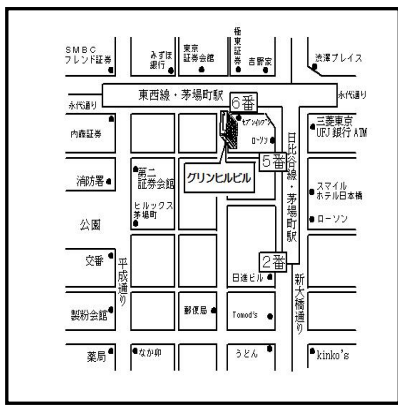 SMBC
フレンド証券
みずほ
銀行
東京
証券会館
極東
証券
吉野家
渋澤プレイス
東西線・茅場町駅
永代通り
永代通り
6番
内藤証券
セブンイレブン
ローソン
三菱東京
UFJ銀行ATM
日比谷線・茅場町駅
5番
消防署
第二
証券会館
グリンヒルビル
スマイル
ホテル日本橋
ヒルックス
茅場町
ローソン
公園
2番
交番
平成通り
日進ビル
新大橋通り
製粉会館
郵便局
Tomod's
薬局
なか卯
うどん
kinko's